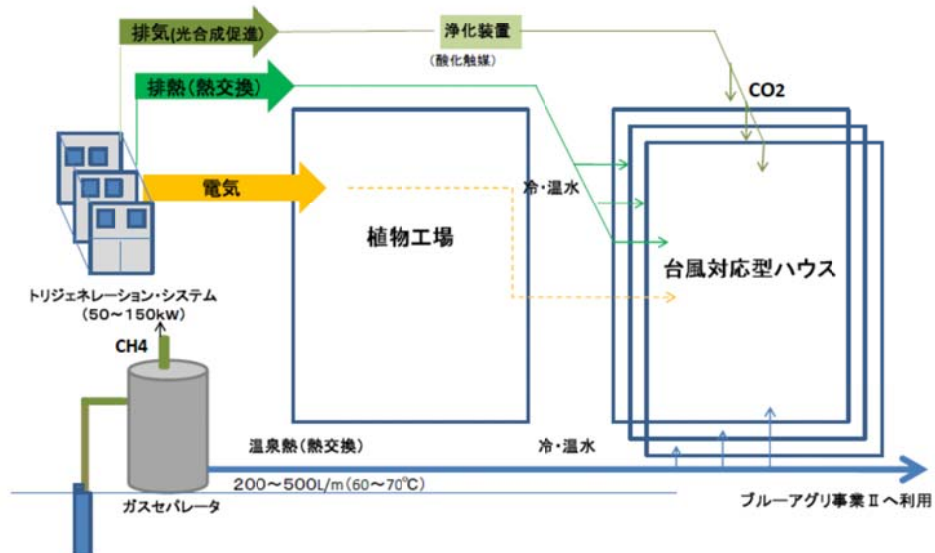 排気(光合成促進)
浄化装置
(酸化触媒)
排熱(熱交換)
CO2
電気
冷・温水
植物工場
台風対応型ハウス
トリジェネレーション・システム
(50~150kw)
CH4
温泉熱(熱交換)
冷・温水
200~500L/m(60~70℃)
ガスセパレータ
ブルーアグリ事業Ⅱへ利用